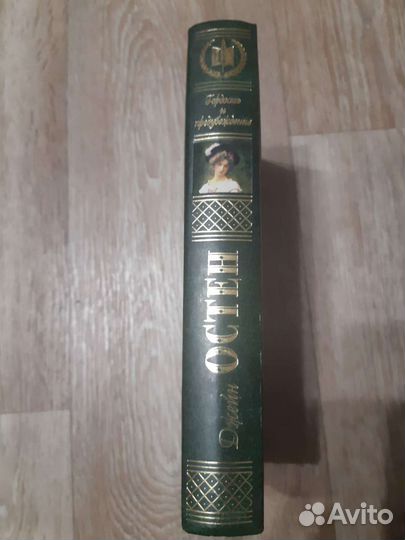 Гордость
и
предубеждение
Джейн ОСТЕН
Avito